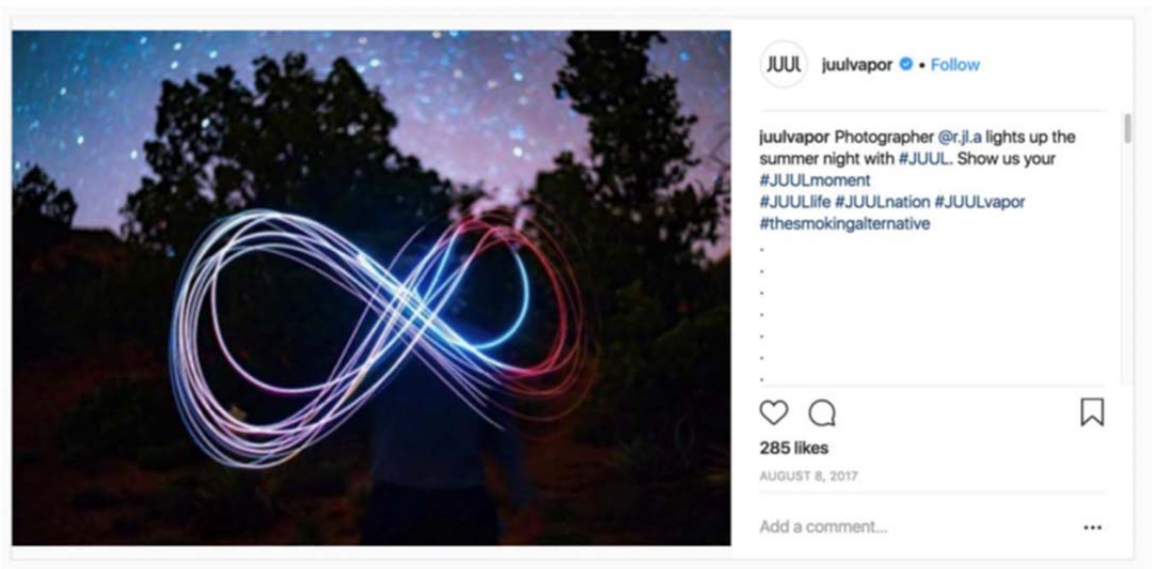 JUUL juulvapor • Follow
juulvapor Photographer @r.jl.a lights up the
summer night with #JUUL. Show us your
#JUULmoment
#JUULlife #JUULnation #JUULvapor
#thesmokingalternative
.
.
.
.
.
.
.
285 likes
AUGUST 8, 2017
Add a comment...